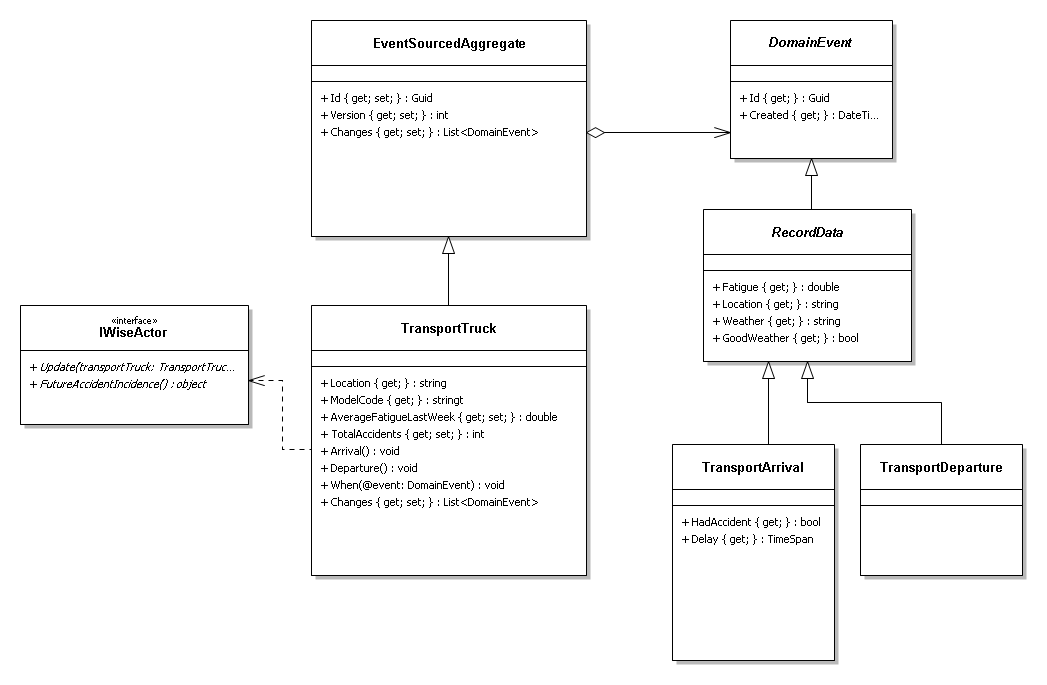 EventSourcedAggregate
+ Id { get; set; } : Guid
+ Version { get; set; } : int
+ Changes { get; set; } : List<DomainEvent>
DomainEvent
+ Id { get; } : Guid
+ Created { get; } : DateTi...
RecordData
+ Fatigue { get; } : double
+ Location { get; } : string
+ Weather { get; } : string
+ GoodWeather { get; } : bool
«interface»
IWiseActor
+ Update(transportTruck: TransportTruc...
+ FutureAccidentIncidence() : object
TransportTruck
+ Location { get; } : string
+ ModelCode { get; } : stringt
+ AverageFatigueLastWeek { get; set; } : double
+ TotalAccidents { get; set; } : int
+ Arrival() : void
+ Departure() : void
+ When(@event: DomainEvent) : void
+ Changes { get; set; } : List<DomainEvent>
TransportArrival
+ HadAccident { get; } : bool
+ Delay { get; } : TimeSpan
TransportDeparture